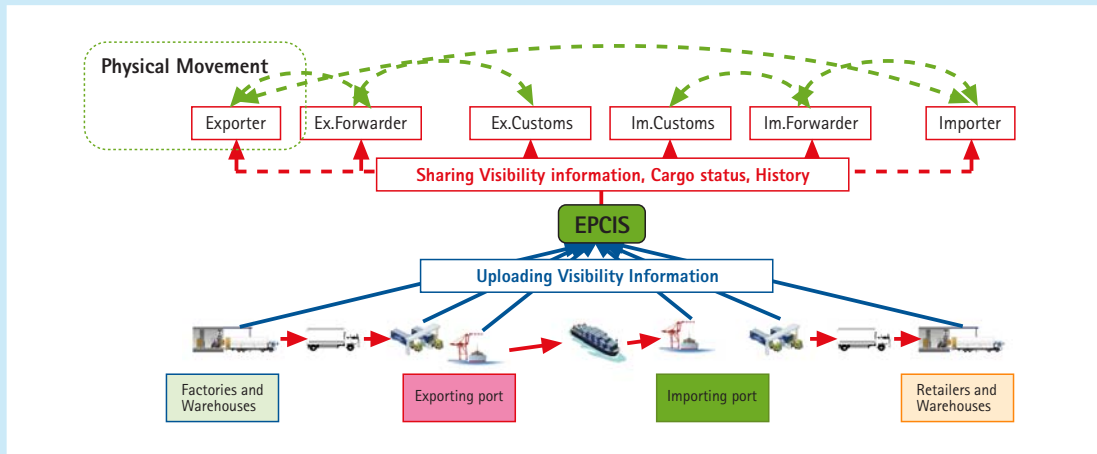 Physical Movement
Exporter
Ex.Forwarder
Ex.Customs
Im.Customs
Im.Forwarder
Importer
Sharing Visibility information, Cargo status, History
EPCIS
Uploading Visibility Information
Factories and
Warehouses
Exporting port
Importing port
Retailers and
Warehouses